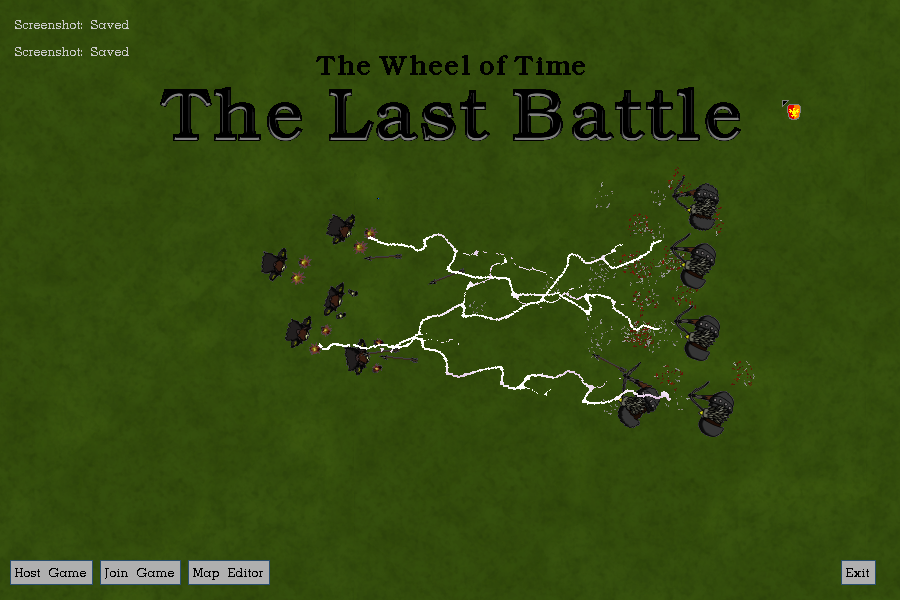 Screenshot: Saved
Screenshot: Saved
The Wheel of Time
The Last Battle
Host Game
Join Game
Map Editor
Exit